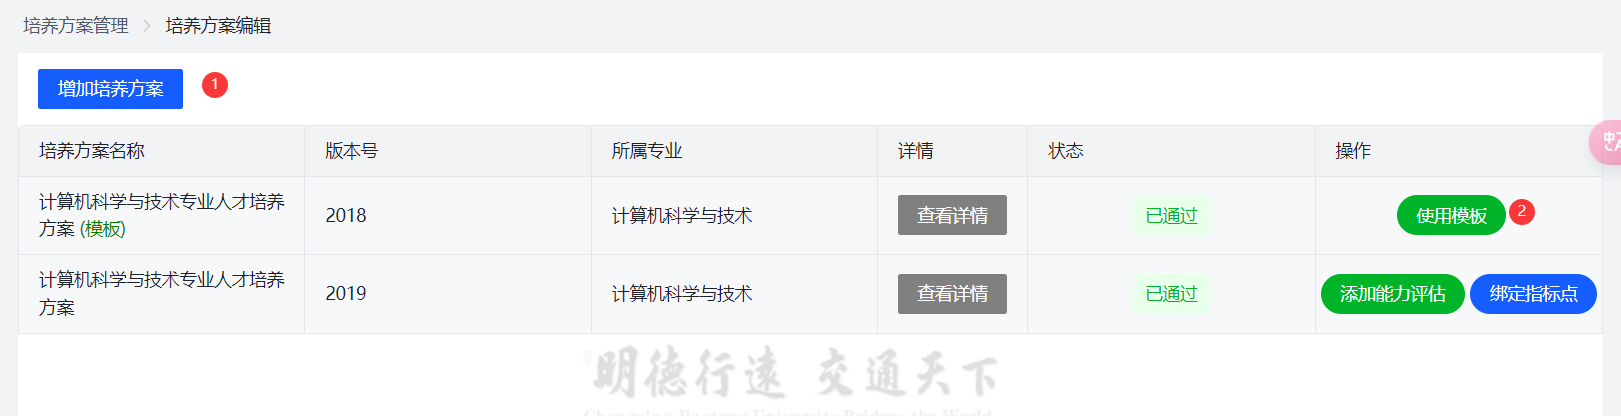 培养方案管理 > 培养方案编辑
增加培养方案 1
培养方案名称 版本号 所属专业 详情 状态 操作
计算机科学与技术专业人才培养
方案 (模板) 2018 计算机科学与技术 查看详情 已通过 使用模板 2
计算机科学与技术专业人才培养
方案 2019 计算机科学与技术 查看详情 已通过 添加能力评估 绑定指标点
明德行远 交通天下
Chongqing Jiaotong University Bridges the World